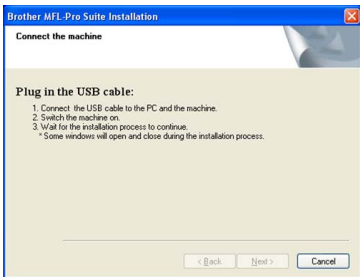 Brother MFL-Pro Suite Installation
Connect the machine
Plug in the USB cable:
1. Connect the USB cable to the PC and the machine.
2. Switch the machine on.
3. Wait for the installation process to continue.
* Some windows will open and close during the installation process.
< Back Next > Cancel